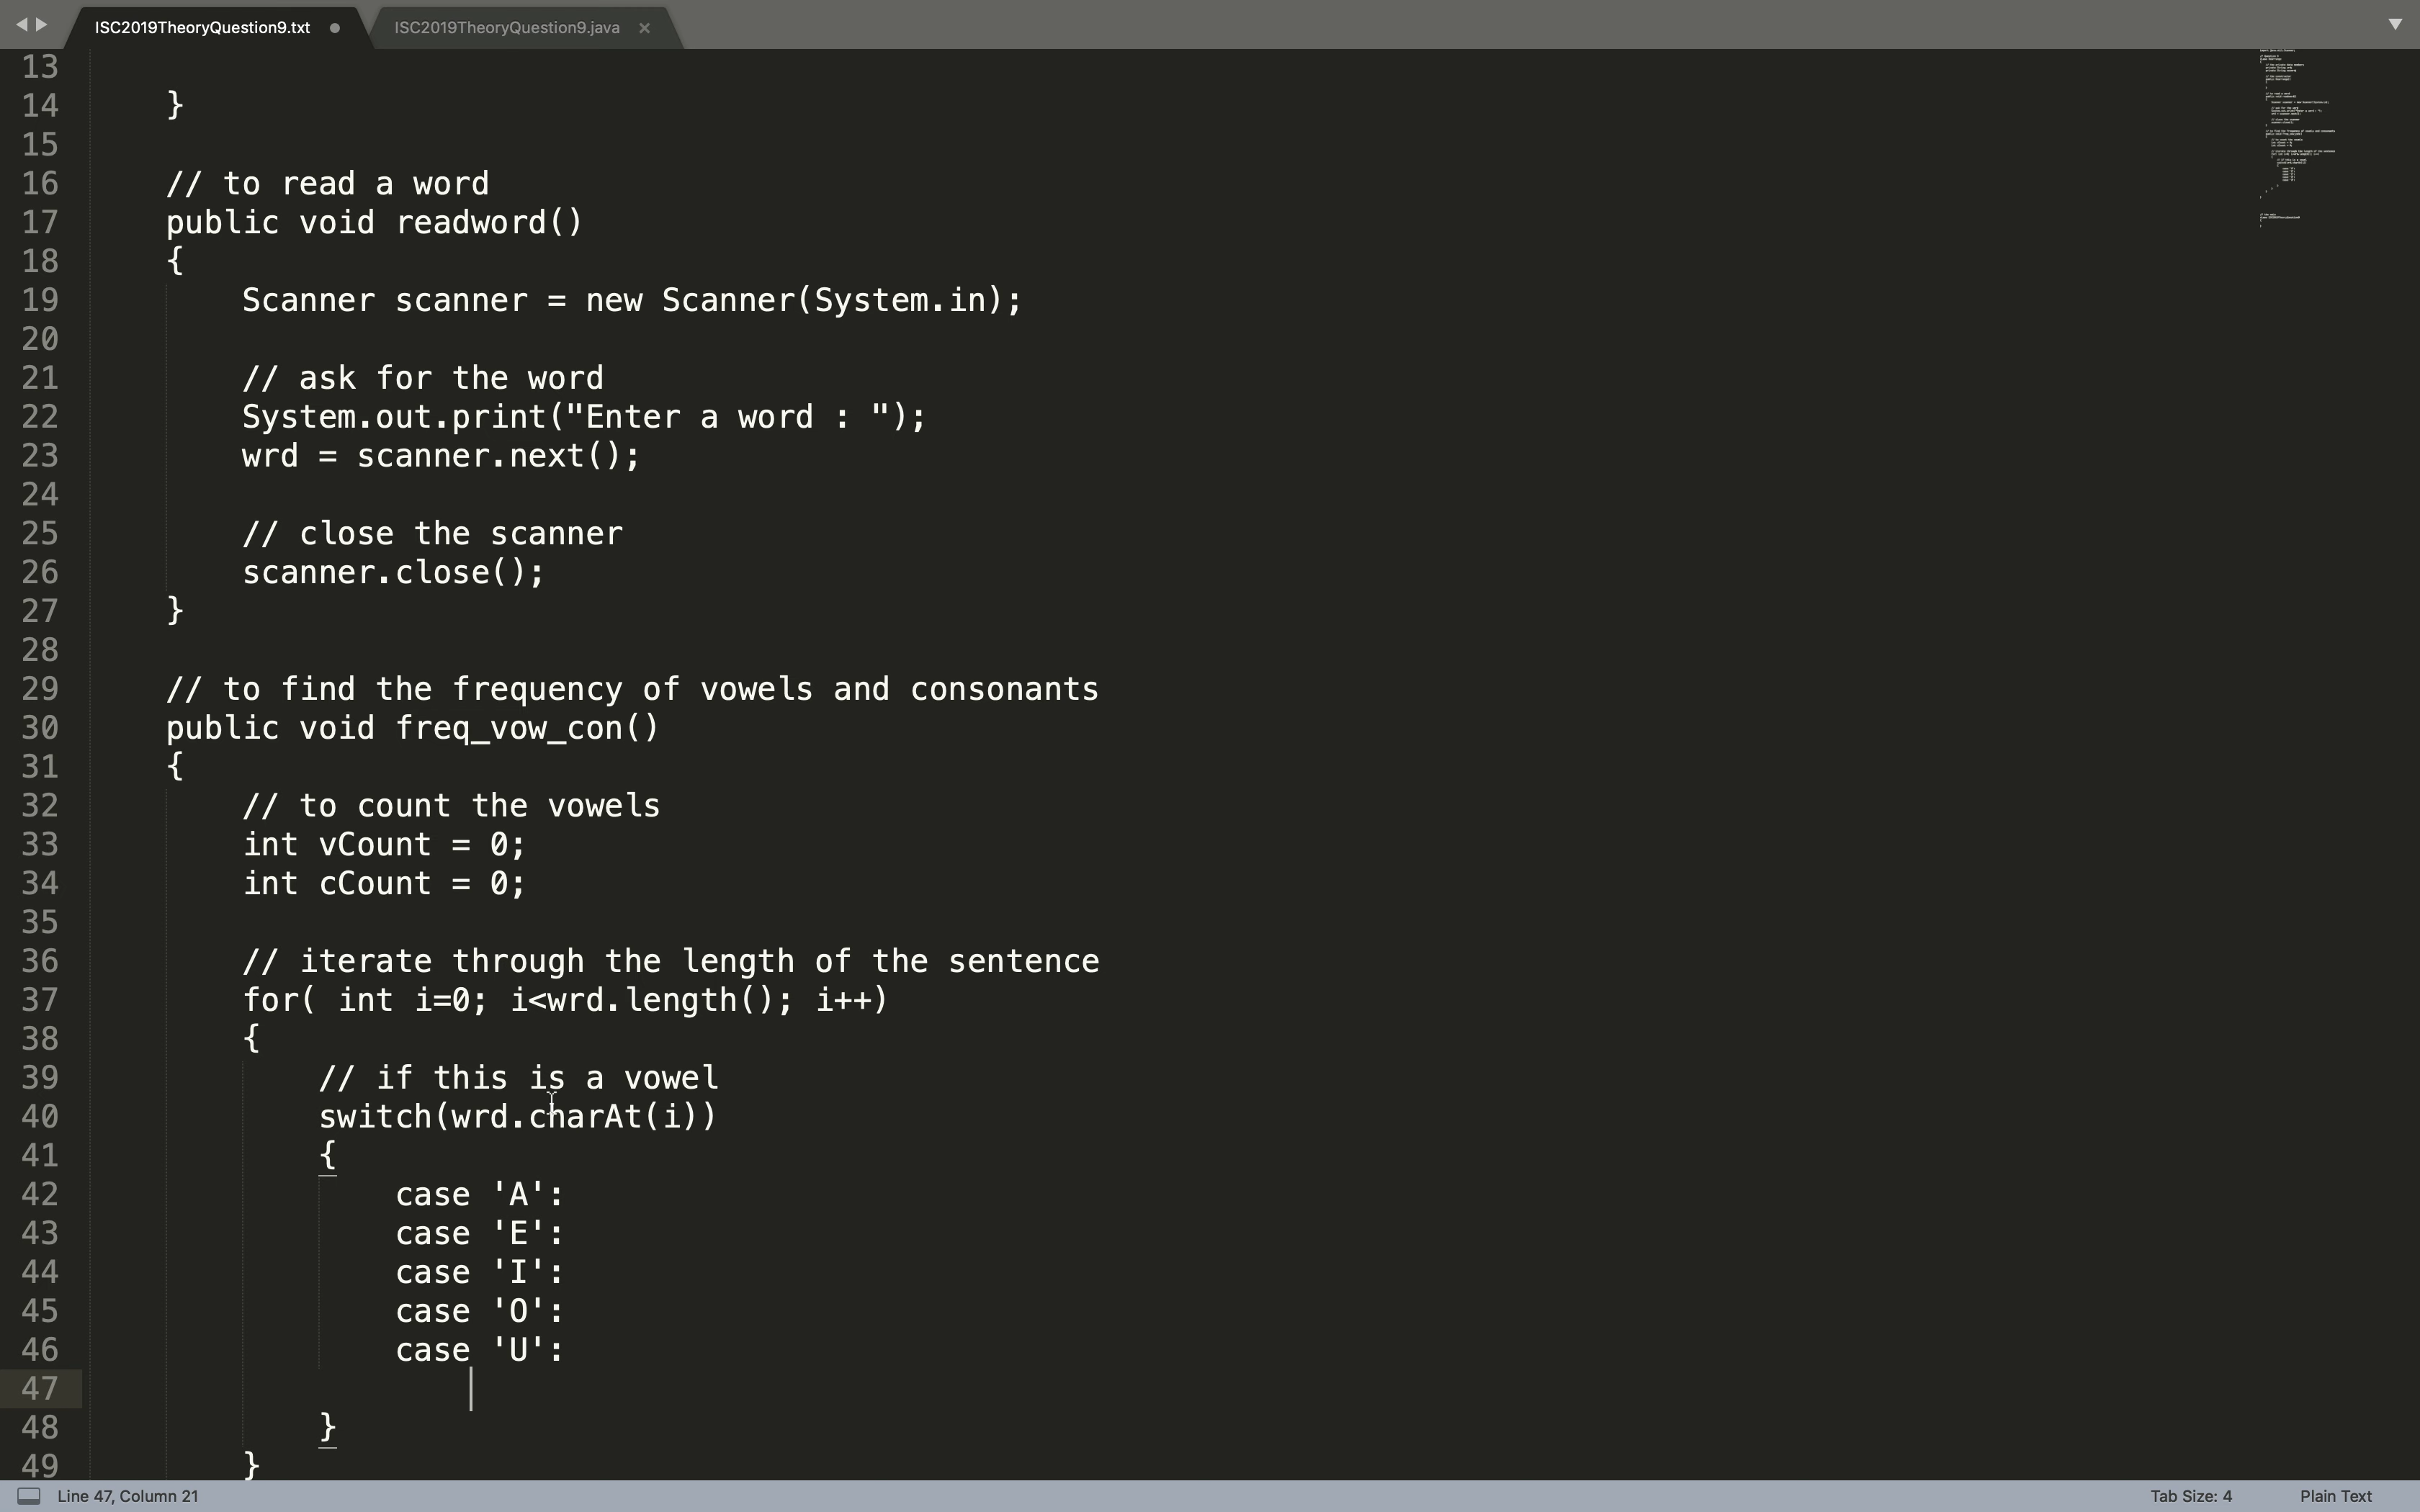 ISC2019TheoryQuestion9.txt
ISC2019TheoryQuestion9.java
13
14 }
15
16 // to read a word
17 public void readword()
18 {
19 Scanner scanner = new Scanner(System.in);
20
21 // ask for the word
22 System.out.print("Enter a word : ");
23 wrd = scanner.next();
24
25 // close the scanner
26 scanner.close();
27 }
28
29 // to find the frequency of vowels and consonants
30 public void freq_vow_con()
31 {
32 // to count the vowels
33 int vCount = 0;
34 int cCount = 0;
35
36 // iterate through the length of the sentence
37 for( int i=0; i<wrd.length(); i++)
38 {
39 // if this is a vowel
40 switch(wrd.charAt(i))
41 {
42 case 'A':
43 case 'E':
44 case 'I':
45 case 'O':
46 case 'U':
47
48 }
49 }
Line 47, Column 21
Tab Size: 4
Plain Text